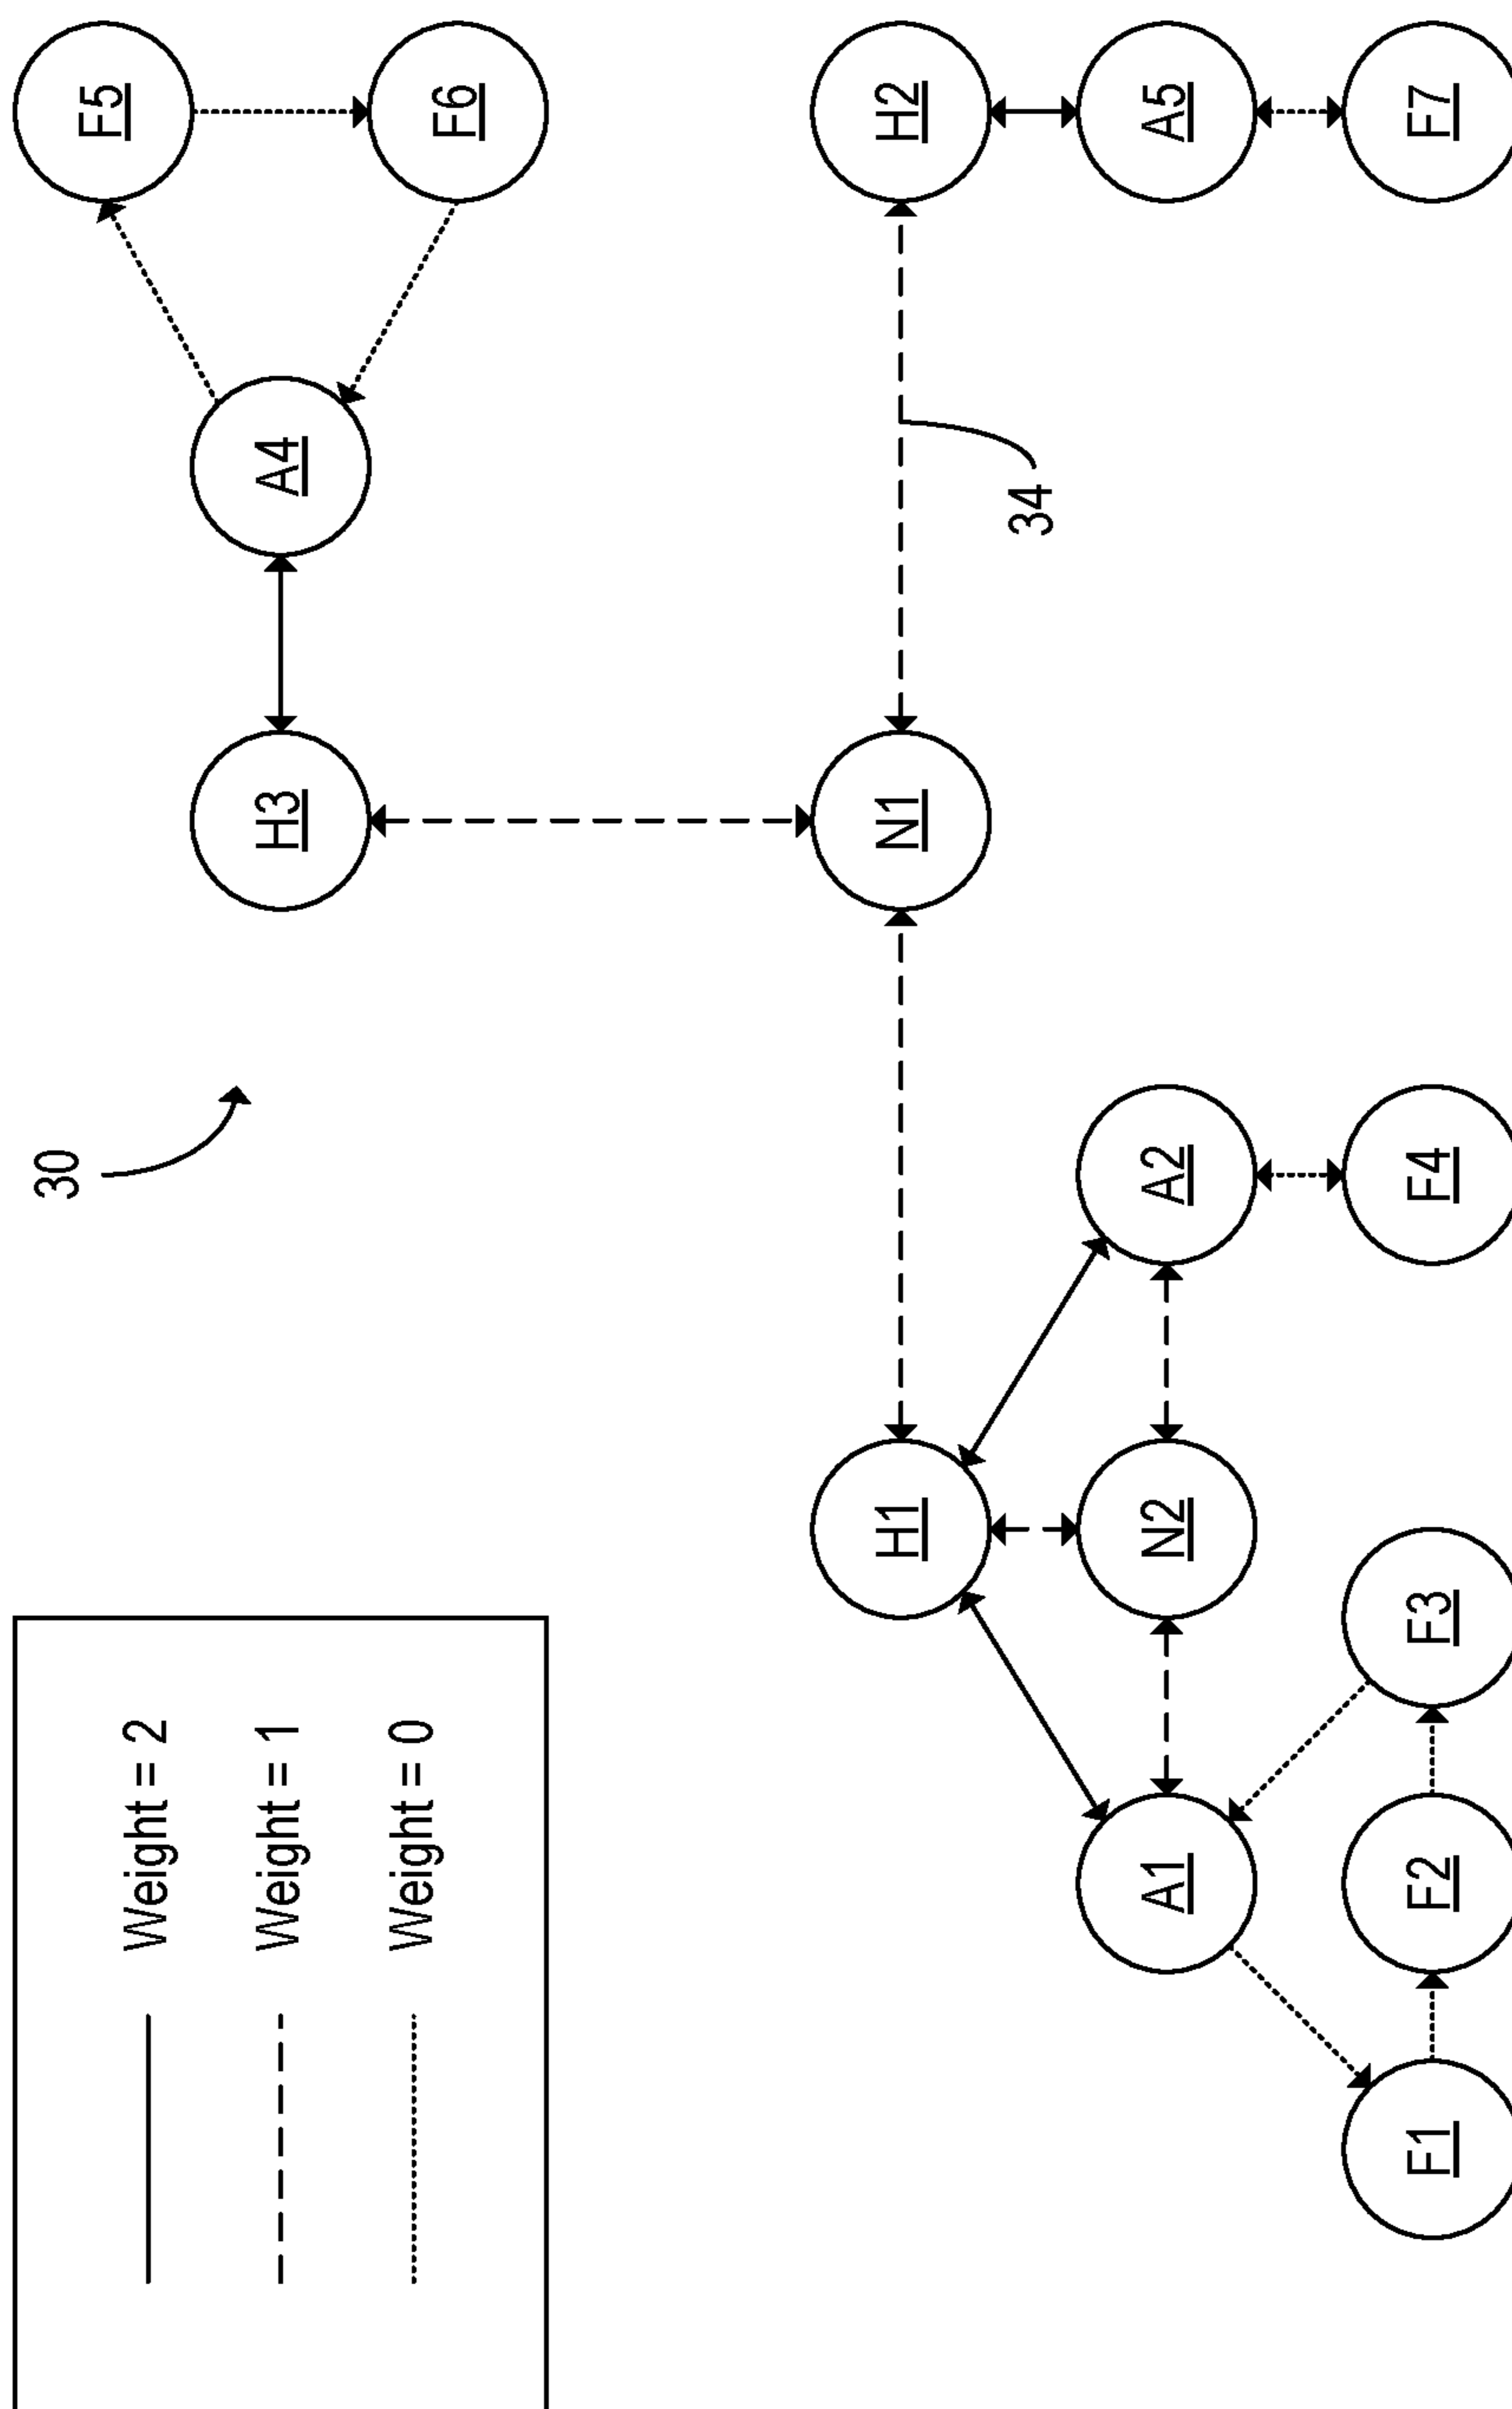 Weight = 2
Weight = 1
Weight = 0
30
H3
A4
F5
F6
H1
N1
34
H2
A1
N2
A2
A5
F1
F2
F3
F4
F7